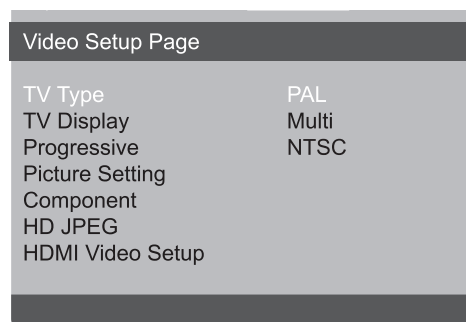 Video Setup Page
TV Type PAL
TV Display Multi
Progressive NTSC
Picture Setting
Component
HD JPEG
HDMI Video Setup